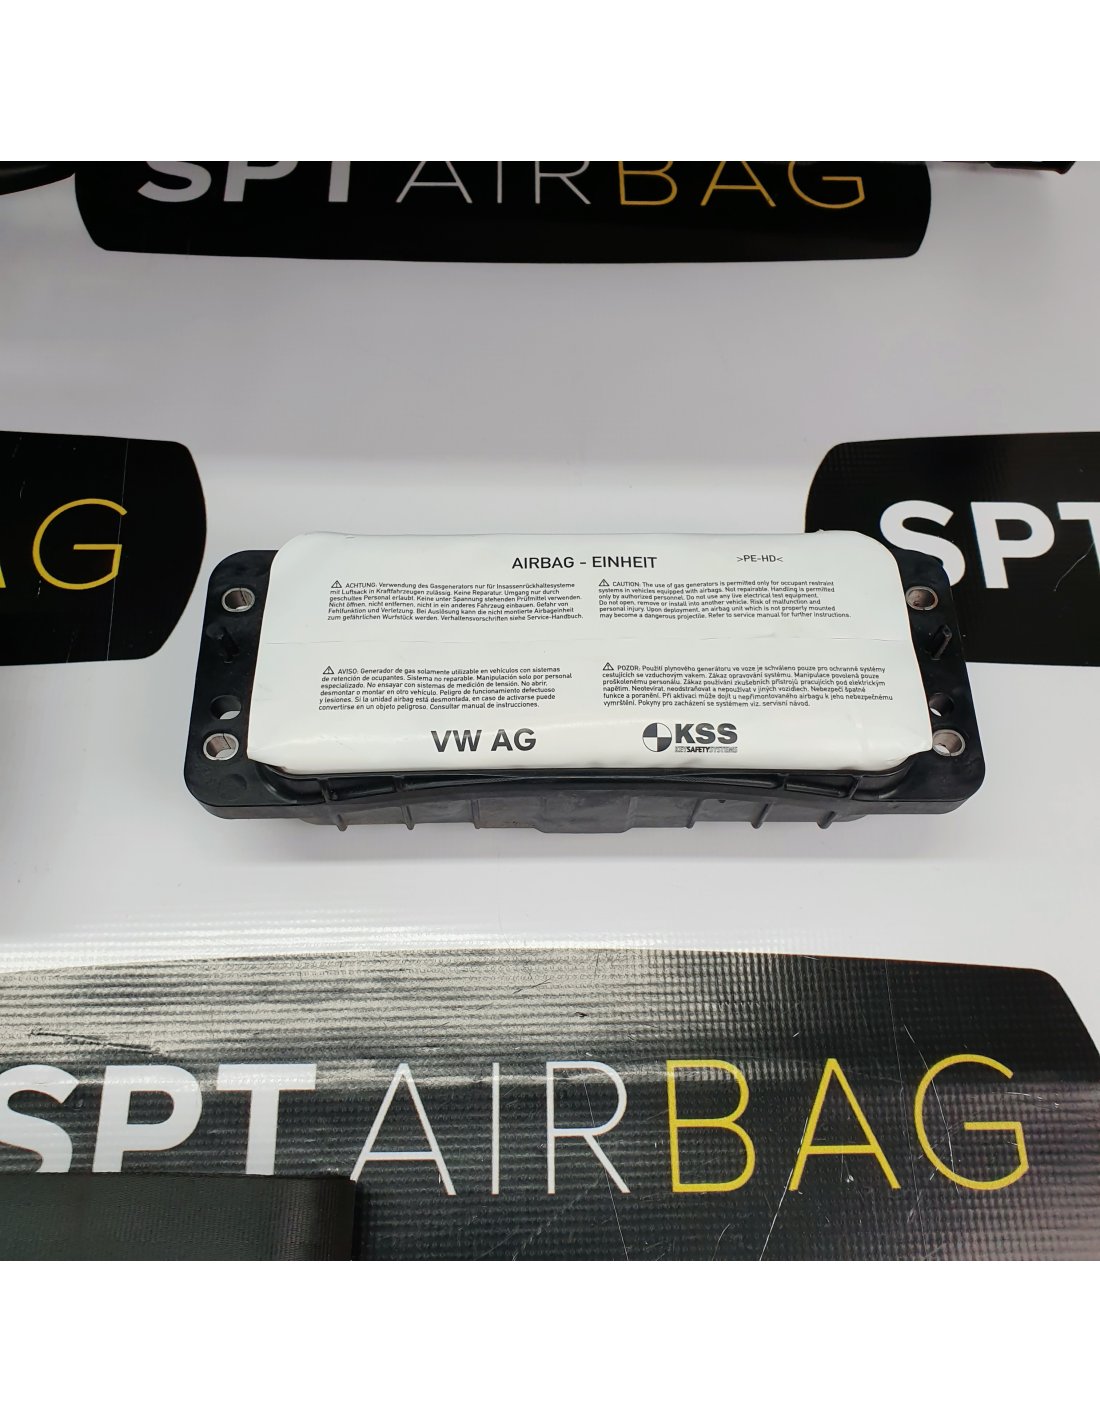 SPT AIRBAG
AG
SPT
AIRBAG - EINHEIT
>PE-HD<
⚠ ACHTUNG: Verwendung des Gasgenerators nur für Insassenrückhaltesysteme
mit Luftsack in Kraftfahrzeugen zulässig. Keine Reparatur. Umgang nur durch
geschultes Personal erlaubt. Keine unter Spannung stehenden Prüfmittel verwenden.
Nicht öffnen, nicht entfernen, nicht in ein anderes Fahrzeug einbauen. Gefahr von
Fehlfunktion und Verletzung. Bei Auslösung kann die nicht montierte Airbageinheit
zum gefährlichen Wurfstück werden. Verhaltensvorschriften siehe Service-Handbuch.
⚠ CAUTION: The use of gas generators is permitted only for occupant restraint
systems in vehicles equipped with airbags. Not repairable. Handling is permitted
only by authorized personnel. Do not use any live electrical test equipment.
Do not open, remove or install into another vehicle. Risk of malfunction and
personal injury. Upon deployment, an airbag unit which is not properly mounted
may become a dangerous projectile. Refer to service manual for further instructions.
⚠ AVISO: Generador de gas solamente utilizable en vehículos con sistemas
de retención de ocupantes. Sistema no reparable. Manipulación solo por personal
especializado. No ensayar con sistemas de medición de tensión. No abrir,
desmontar o montar en otro vehículo. Peligro de funcionamiento defectuoso
y lesiones. Si la unidad airbag está desmontada, en caso de activarse puede
convertirse en un objeto peligroso. Consultar manual de instrucciones.
⚠ POZOR: Použití plynového generátoru ve voze je schváleno pouze pro ochranné systémy
cestujících se vzduchovým vakem. Zákaz opravování systému. Manipulace povolená pouze
proškolenému personálu. Zákaz používání zkušebních přístrojů pracujících pod elektrickým
napětím. Neotevírat, neodstraňovat a nepoužívat v jiných vozidlech. Nebezpečí špatné
funkce a poranění. Při aktivaci může dojít u nepřimontovaného airbagu k jeho nebezpečnému
vymrštění. Pokyny pro zacházení se systémem viz. servisní návod.
VW AG
KSS
KEYSAFETYSYSTEMS
SPT AIRBAG